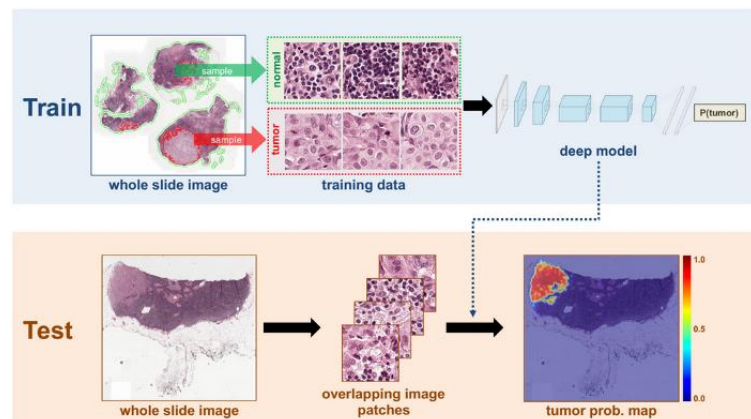 Train
sample
sample
normal
tumor
whole slide image
training data
P(tumor)
deep model
Test
whole slide image
overlapping image
patches
1.0
0.5
0.0
tumor prob. map